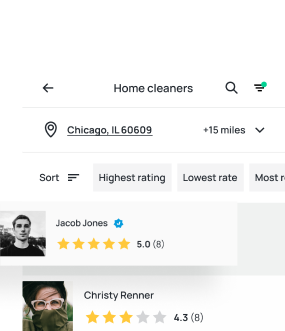 Home cleaners
Chicago, IL 60609
+15 miles
Sort
Highest rating
Lowest rate
Most r
Jacob Jones
5.0 (8)
Christy Renner
4.3 (8)